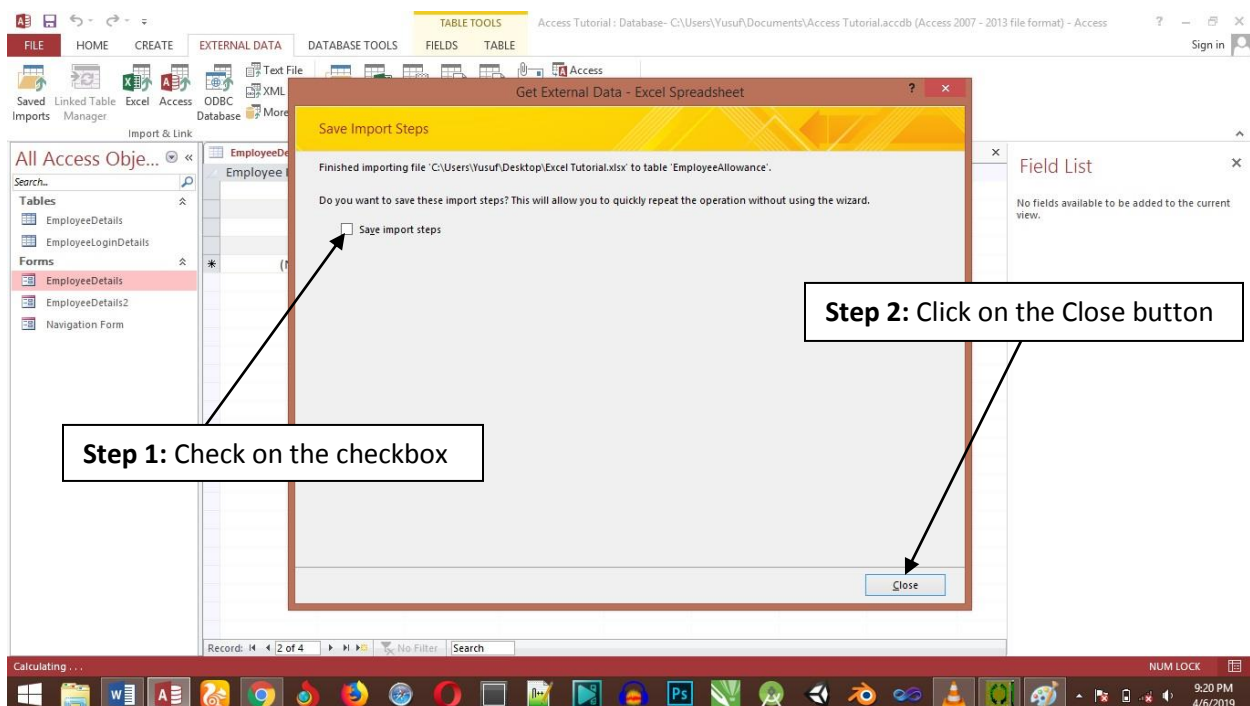 TABLE TOOLS
Access Tutorial : Database- C:\Users\Yusuf\Documents\Access Tutorial.accdb (Access 2007 - 2013 file format) - Access
?
FILE HOME CREATE EXTERNAL DATA DATABASE TOOLS FIELDS TABLE
Sign in
Saved Imports
Linked Table Manager
Excel
Access
ODBC Database
Text File
XML
More
Access
Import & Link
Get External Data - Excel Spreadsheet
?
Save Import Steps
Finished importing file 'C:\Users\Yusuf\Desktop\Excel Tutorial.xlsx' to table 'EmployeeAllowance'.
Do you want to save these import steps? This will allow you to quickly repeat the operation without using the wizard.
Save import steps
Step 2: Click on the Close button
Step 1: Check on the checkbox
Close
All Access Obje...
Search...
Tables
EmployeeDetails
EmployeeLoginDetails
Forms
EmployeeDetails
EmployeeDetails2
Navigation Form
EmployeeDe
Employee I
* (N
Field List
No fields available to be added to the current
view.
Record: 2 of 4 No Filter Search
Calculating . . .
NUM LOCK
9:20 PM
4/6/2019